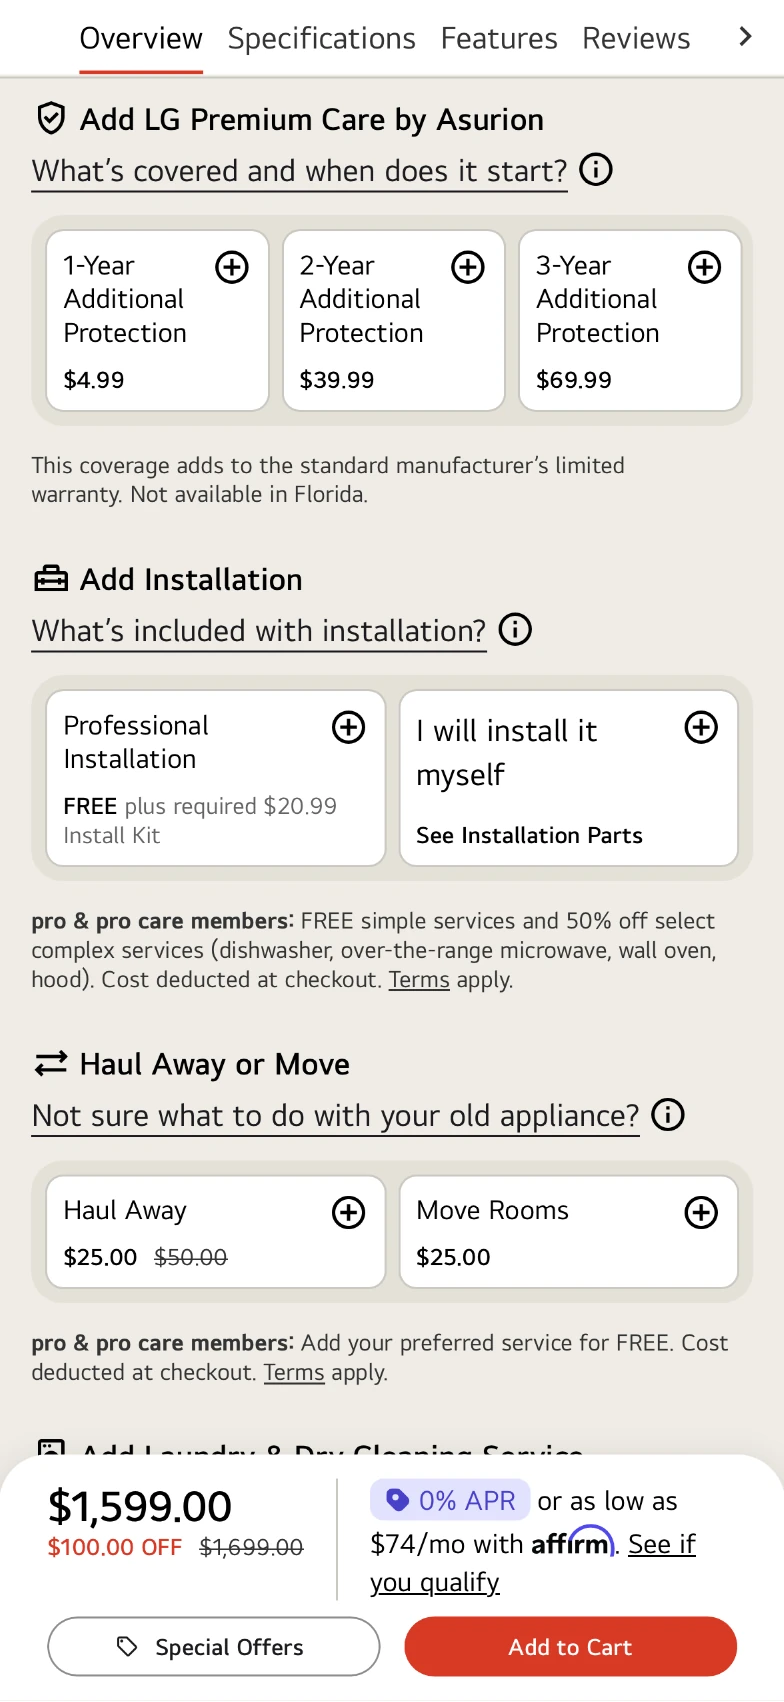 Overview Specifications Features Reviews
Add LG Premium Care by Asurion
What’s covered and when does it start?
1-Year
Additional
Protection
$4.99
2-Year
Additional
Protection
$39.99
3-Year
Additional
Protection
$69.99
This coverage adds to the standard manufacturer’s limited
warranty. Not available in Florida.
Add Installation
What’s included with installation?
Professional
Installation
FREE plus required $20.99
Install Kit
I will install it
myself
See Installation Parts
pro & pro care members: FREE simple services and 50% off select
complex services (dishwasher, over-the-range microwave, wall oven,
hood). Cost deducted at checkout. Terms apply.
Haul Away or Move
Not sure what to do with your old appliance?
Haul Away
$25.00 $50.00
Move Rooms
$25.00
pro & pro care members: Add your preferred service for FREE. Cost
deducted at checkout. Terms apply.
Add Laundry & Dry Cleaning Service
$1,599.00
$100.00 OFF $1,699.00
0% APR or as low as
$74/mo with affirm. See if
you qualify
Special Offers
Add to Cart